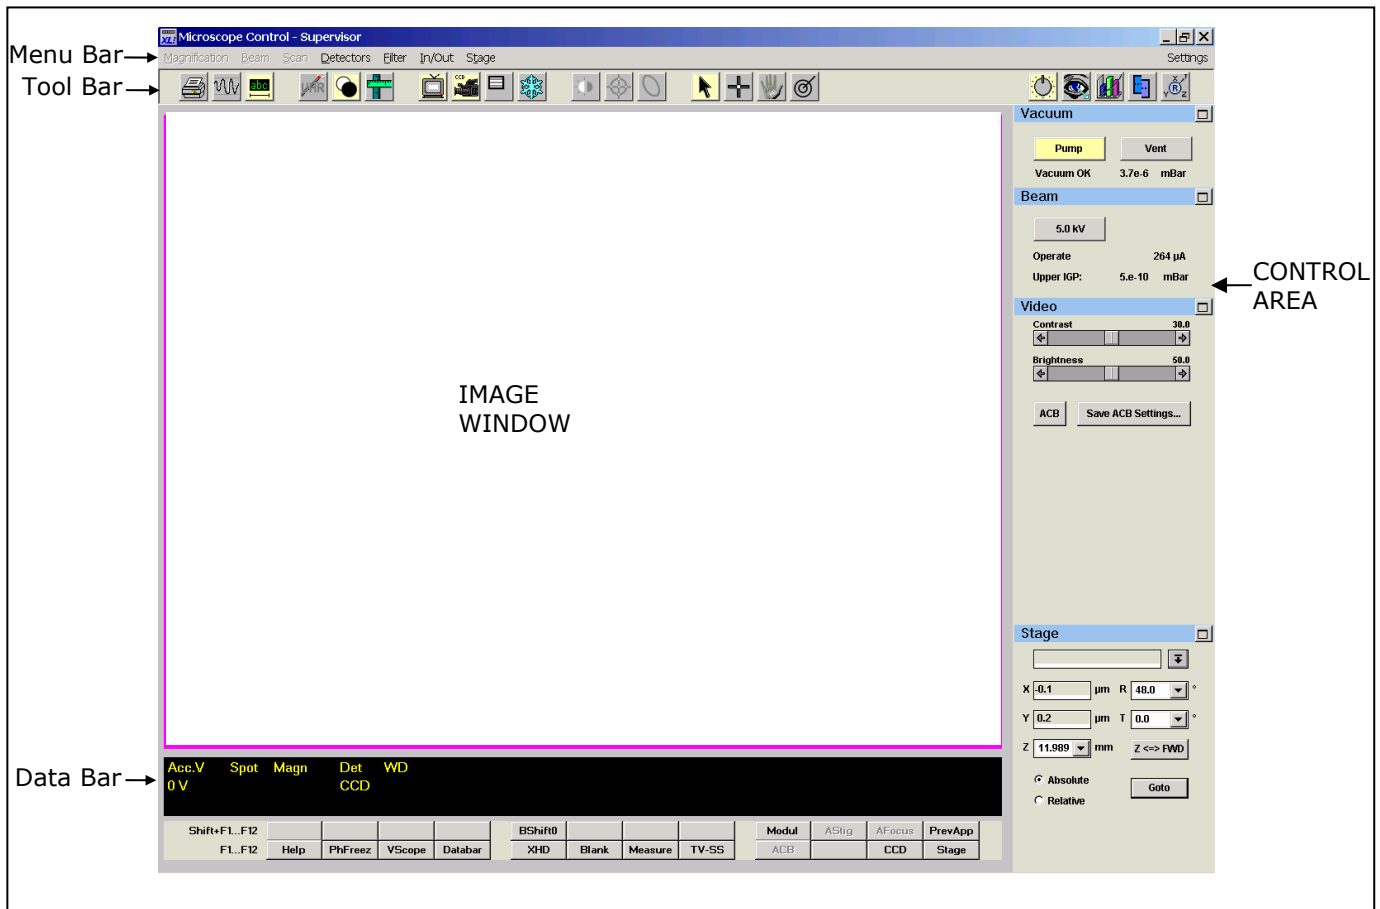 Microscope Control - Supervisor
Menu Bar
Magnification Beam Scan Detectors Filter In/Out Stage Settings
Tool Bar
Vacuum
Pump Vent
Vacuum OK 3.7e-6 mBar
Beam
5.0 kV
Operate 264 µA
Upper IGP: 5.e-10 mBar
CONTROL
AREA
Video
Contrast 30.0
Brightness 50.0
ACB Save ACB Settings...
IMAGE
WINDOW
Stage
X -0.1 µm R 48.0 °
Y 0.2 µm T 0.0 °
Z 11.989 mm Z <=> FWD
Absolute
Relative
Goto
Data Bar
Acc.V Spot Magn Det WD
0 V CCD
Shift+F1...F12 BShift0 Modul AStig AFocus PrevApp
F1...F12 Help PhFreez VScope Databar XHD Blank Measure TV-SS ACB CCD Stage